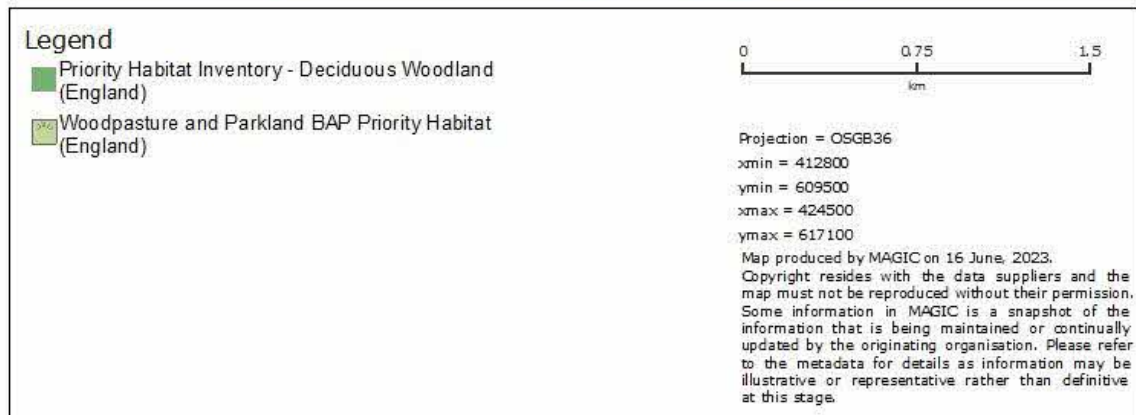 Legend
Priority Habitat Inventory - Deciduous Woodland
(England)
Woodpasture and Parkland BAP Priority Habitat
(England)
0 0.75 1.5
km
Projection = OSGB36
xmin = 412800
ymin = 609500
xmax = 424500
ymax = 617100
Map produced by MAGIC on 16 June, 2023.
Copyright resides with the data suppliers and the
map must not be reproduced without their permission.
Some information in MAGIC is a snapshot of the
information that is being maintained or continually
updated by the originating organisation. Please refer
to the metadata for details as information may be
illustrative or representative rather than definitive
at this stage.